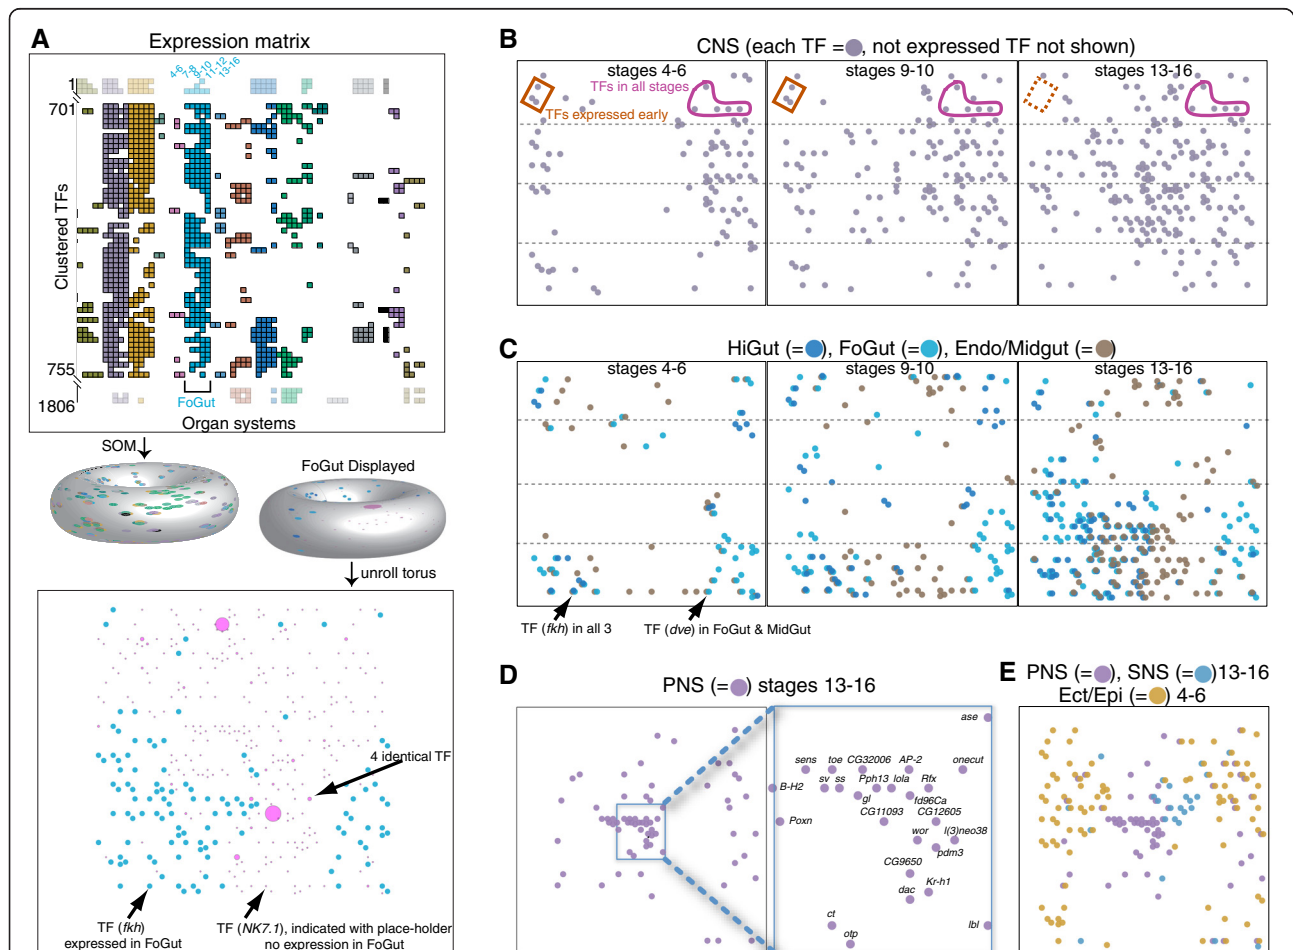 A
Expression matrix
4-6
7-8
9-10
11-12
13-16
1
701
Clustered TFs
755
1806
FoGut
Organ systems
SOM
FoGut Displayed
unroll torus
4 identical TF
TF (fkh)
expressed in FoGut
TF (NK7.1), indicated with place-holder
no expression in FoGut
B
CNS (each TF = , not expressed TF not shown)
stages 4-6
stages 9-10
stages 13-16
TFs in all stages
TFs expressed early
C
HiGut (= ), FoGut (= ), Endo/Midgut (= )
stages 4-6
stages 9-10
stages 13-16
TF (fkh) in all 3
TF (dve) in FoGut & MidGut
D
PNS (= ) stages 13-16
ase
sens
toe
CG32006
AP-2
onecut
B-H2
sv
ss
Pph13
lola
Rfx
gl
fd96Ca
Poxn
CG11093
CG12605
wor
l(3)neo38
pdm3
CG9650
dac
Kr-h1
ct
otp
lbl
E
PNS (= ), SNS (= )13-16
Ect/Epi (= ) 4-6